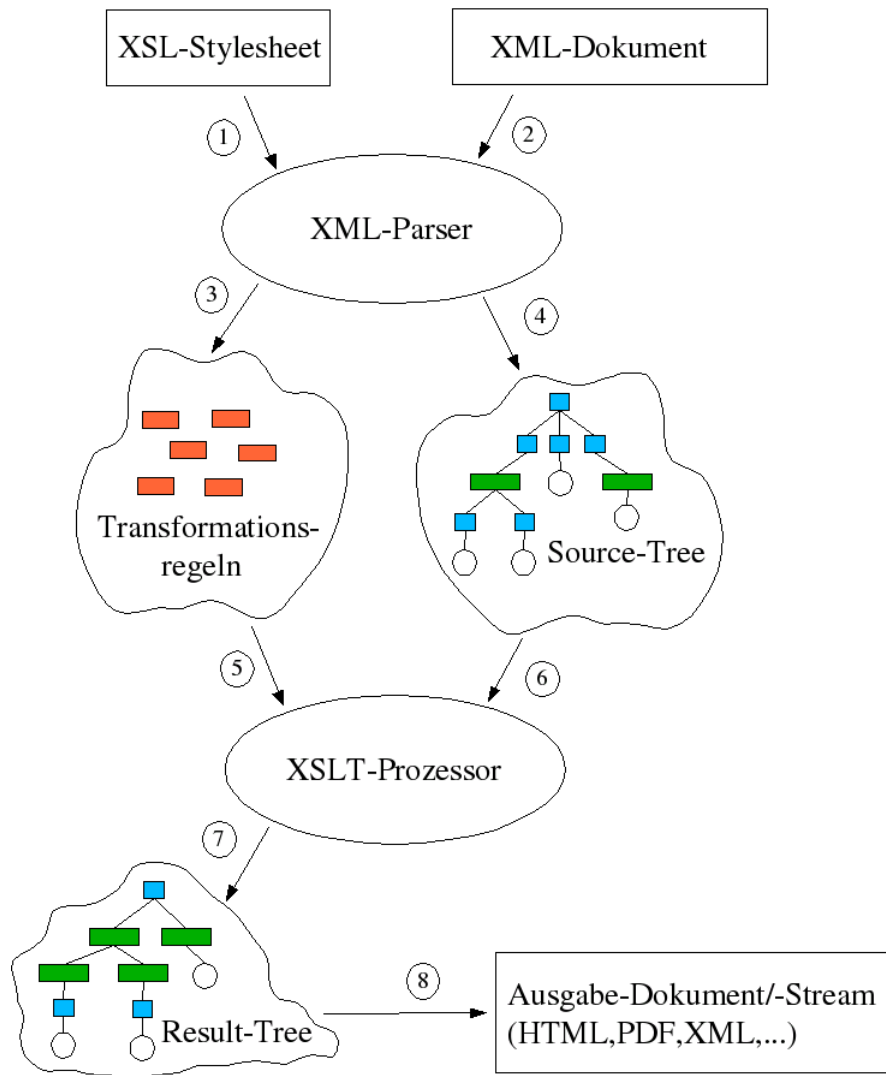 XSL-Stylesheet
XML-Dokument
1
2
XML-Parser
3
4
Transformations-
regeln
Source-Tree
5
6
XSLT-Prozessor
7
Result-Tree
8
Ausgabe-Dokument/-Stream
(HTML,PDF,XML,...)